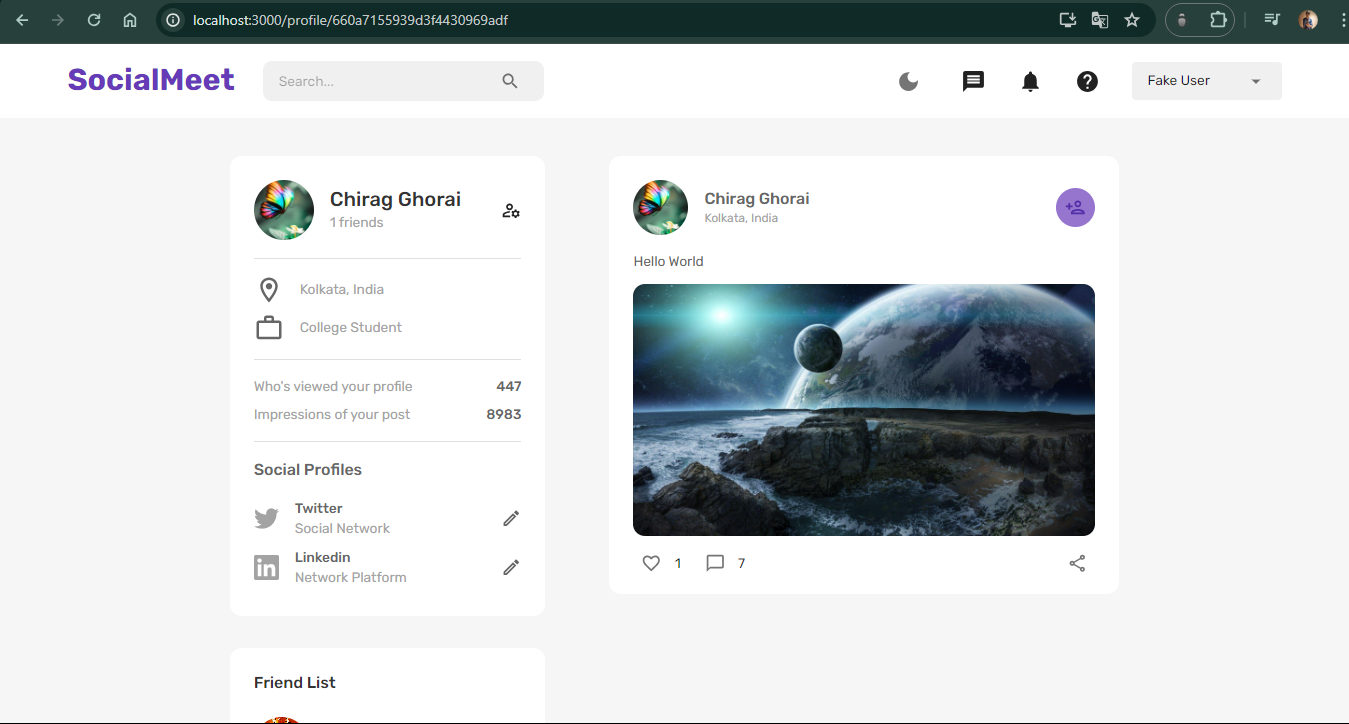 localhost:3000/profile/660a7155939d3f4430969adf
SocialMeet
Search...
Fake User
Chirag Ghorai
1 friends
Kolkata, India
College Student
Who's viewed your profile 447
Impressions of your post 8983
Social Profiles
Twitter
Social Network
Linkedin
Network Platform
Friend List
Chirag Ghorai
Kolkata, India
Hello World
1 7